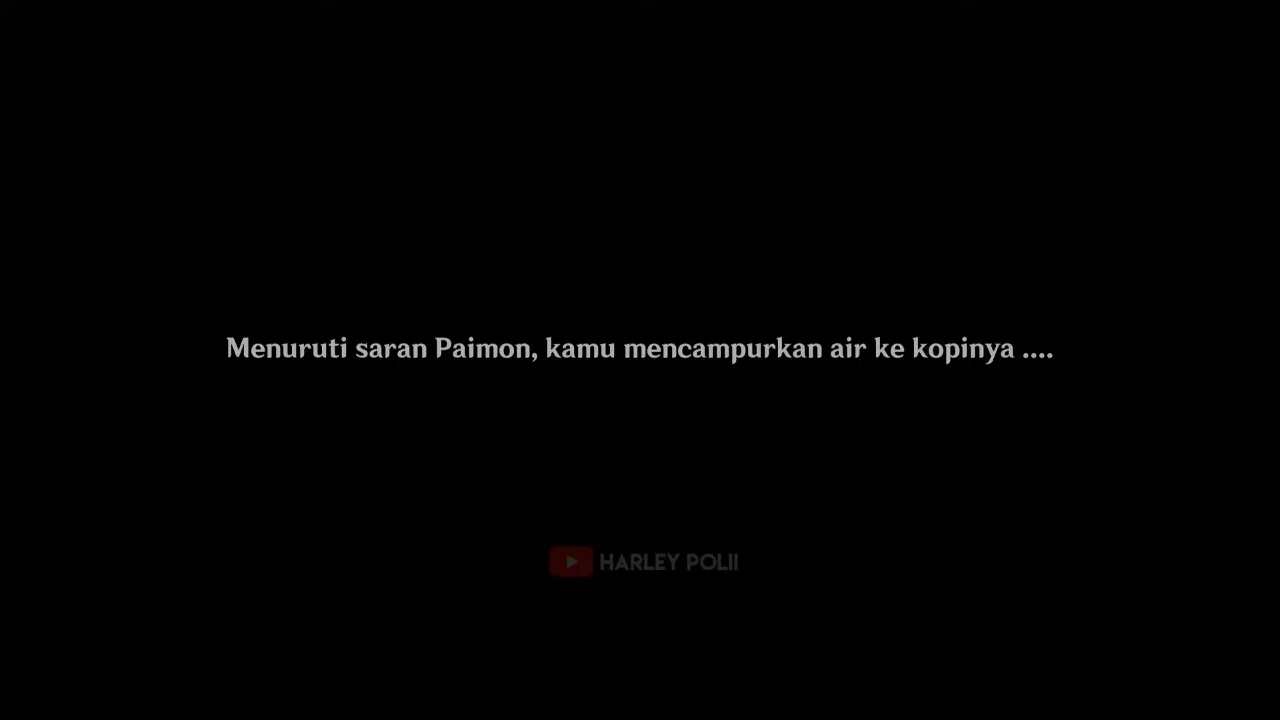 Menuruti saran Paimon, kamu mencampurkan air ke kopinya ....
HARLEY POLII